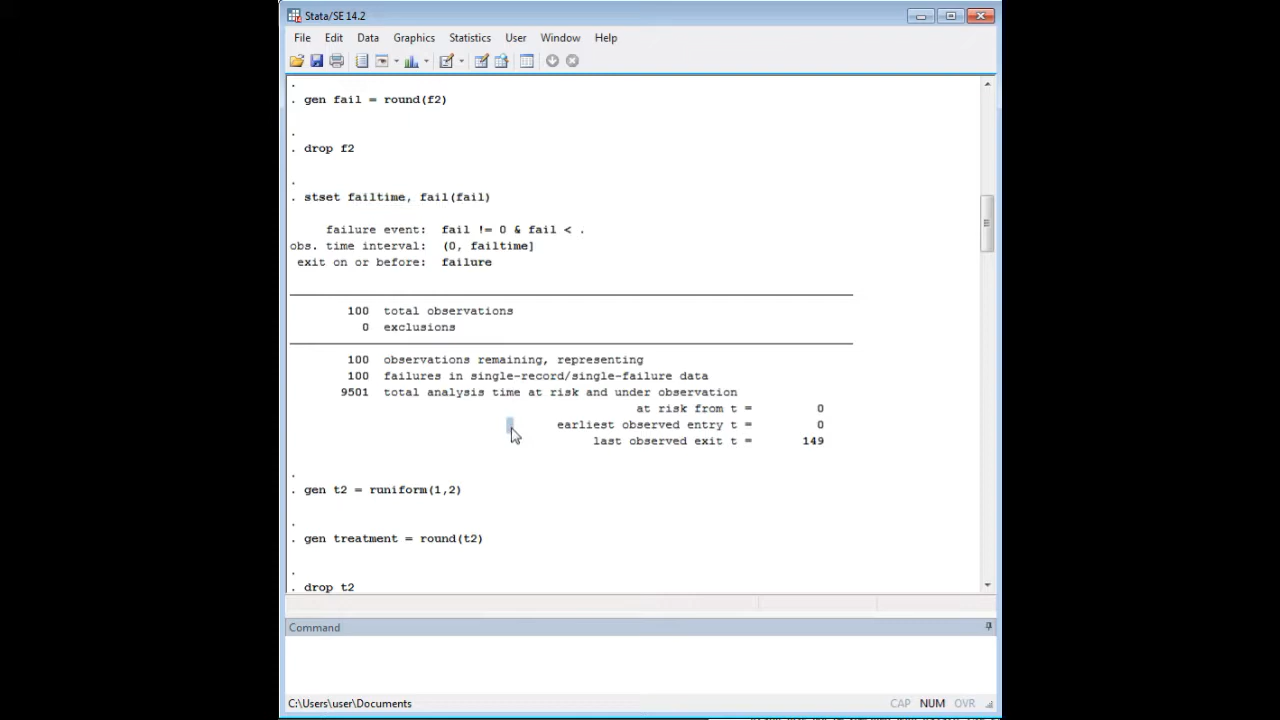 Stata/SE 14.2
File Edit Data Graphics Statistics User Window Help
.
. gen fail = round(f2)
.
. drop f2
.
. stset failtime, fail(fail)
failure event: fail != 0 & fail < .
obs. time interval: (0, failtime]
exit on or before: failure
100 total observations
0 exclusions
100 observations remaining, representing
100 failures in single-record/single-failure data
9501 total analysis time at risk and under observation
at risk from t = 0
earliest observed entry t = 0
last observed exit t = 149
.
. gen t2 = runiform(1,2)
.
. gen treatment = round(t2)
.
. drop t2
Command
C:\Users\user\Documents CAP NUM OVR